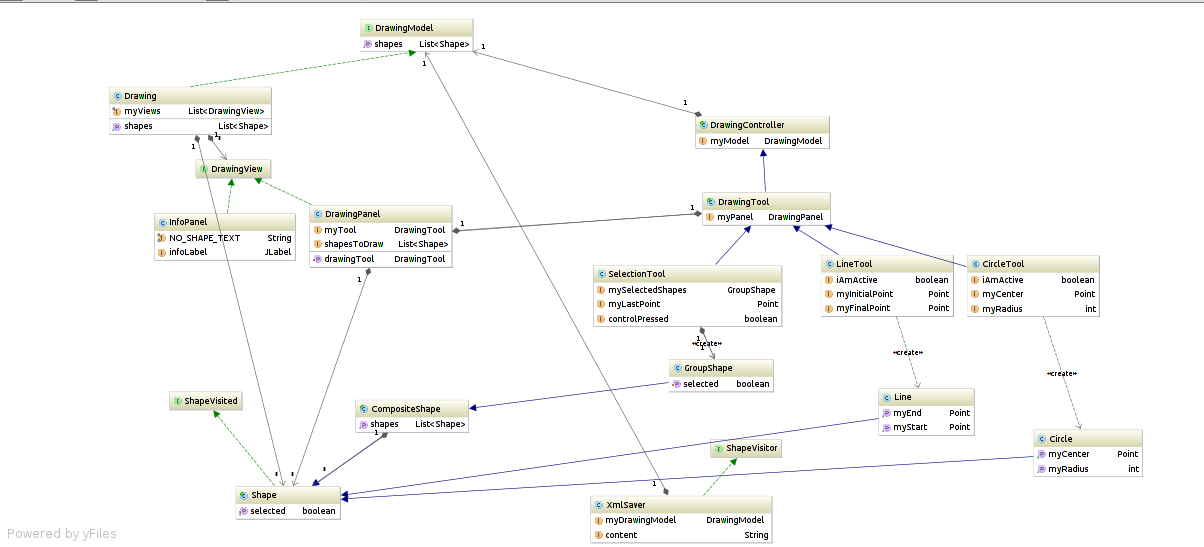 DrawingModel
shapes List<Shape>
1
1
1
Drawing
myViews List<DrawingView>
shapes List<Shape>
1
1
*
DrawingController
myModel DrawingModel
DrawingView
DrawingTool
myPanel DrawingPanel
1
1
InfoPanel
NO_SHAPE_TEXT String
infoLabel JLabel
DrawingPanel
myTool DrawingTool
shapesToDraw List<Shape>
drawingTool DrawingTool
1
SelectionTool
mySelectedShapes GroupShape
myLastPoint Point
controlPressed boolean
LineTool
iAmActive boolean
myInitialPoint Point
myFinalPoint Point
CircleTool
iAmActive boolean
myCenter Point
myRadius int
1
«create»
1
«create»
«create»
GroupShape
selected boolean
ShapeVisited
CompositeShape
shapes List<Shape>
1
Line
myEnd Point
myStart Point
ShapeVisitor
Circle
myCenter Point
myRadius int
*
*
*
Shape
selected boolean
1
XmlSaver
myDrawingModel DrawingModel
content String
Powered by yFiles